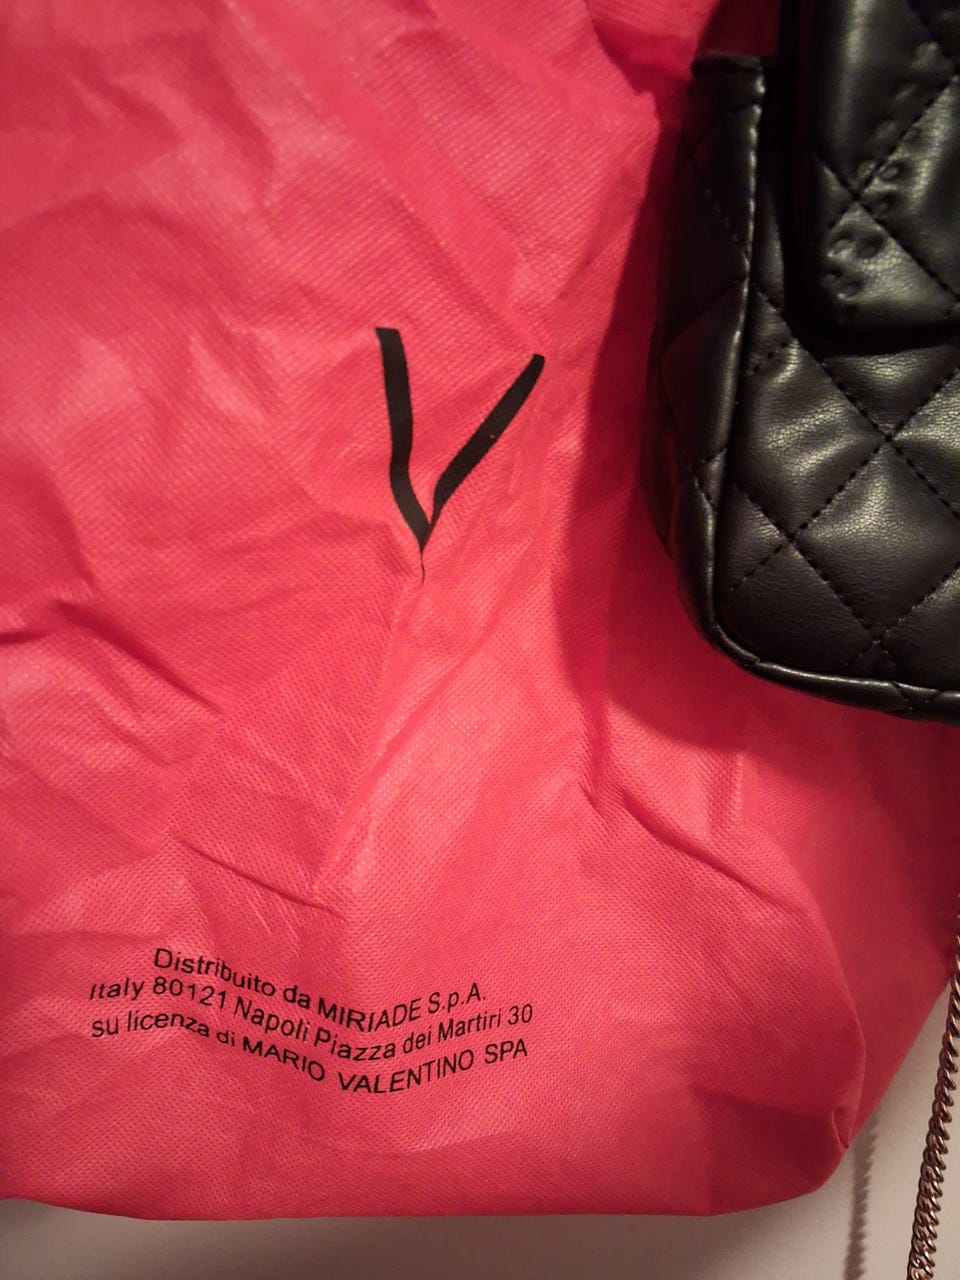 V
Distribuito da MIRIADE S.p.A.
Italy 80121 Napoli Piazza dei Martiri 30
su licenza di MARIO VALENTINO SPA